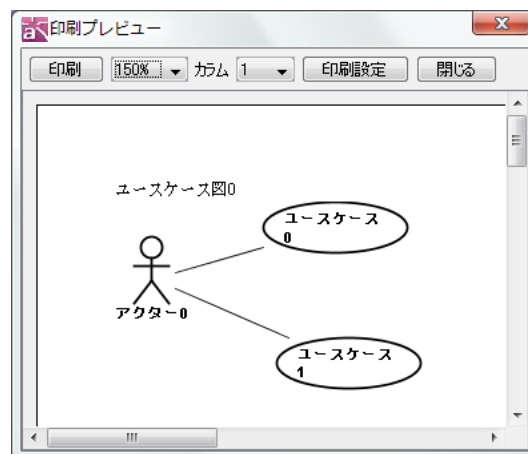 印刷プレビュー
印刷 150% カラム 1 印刷設定 閉じる
ユースケース図0
ユースケース
0
アクター0
ユースケース
1